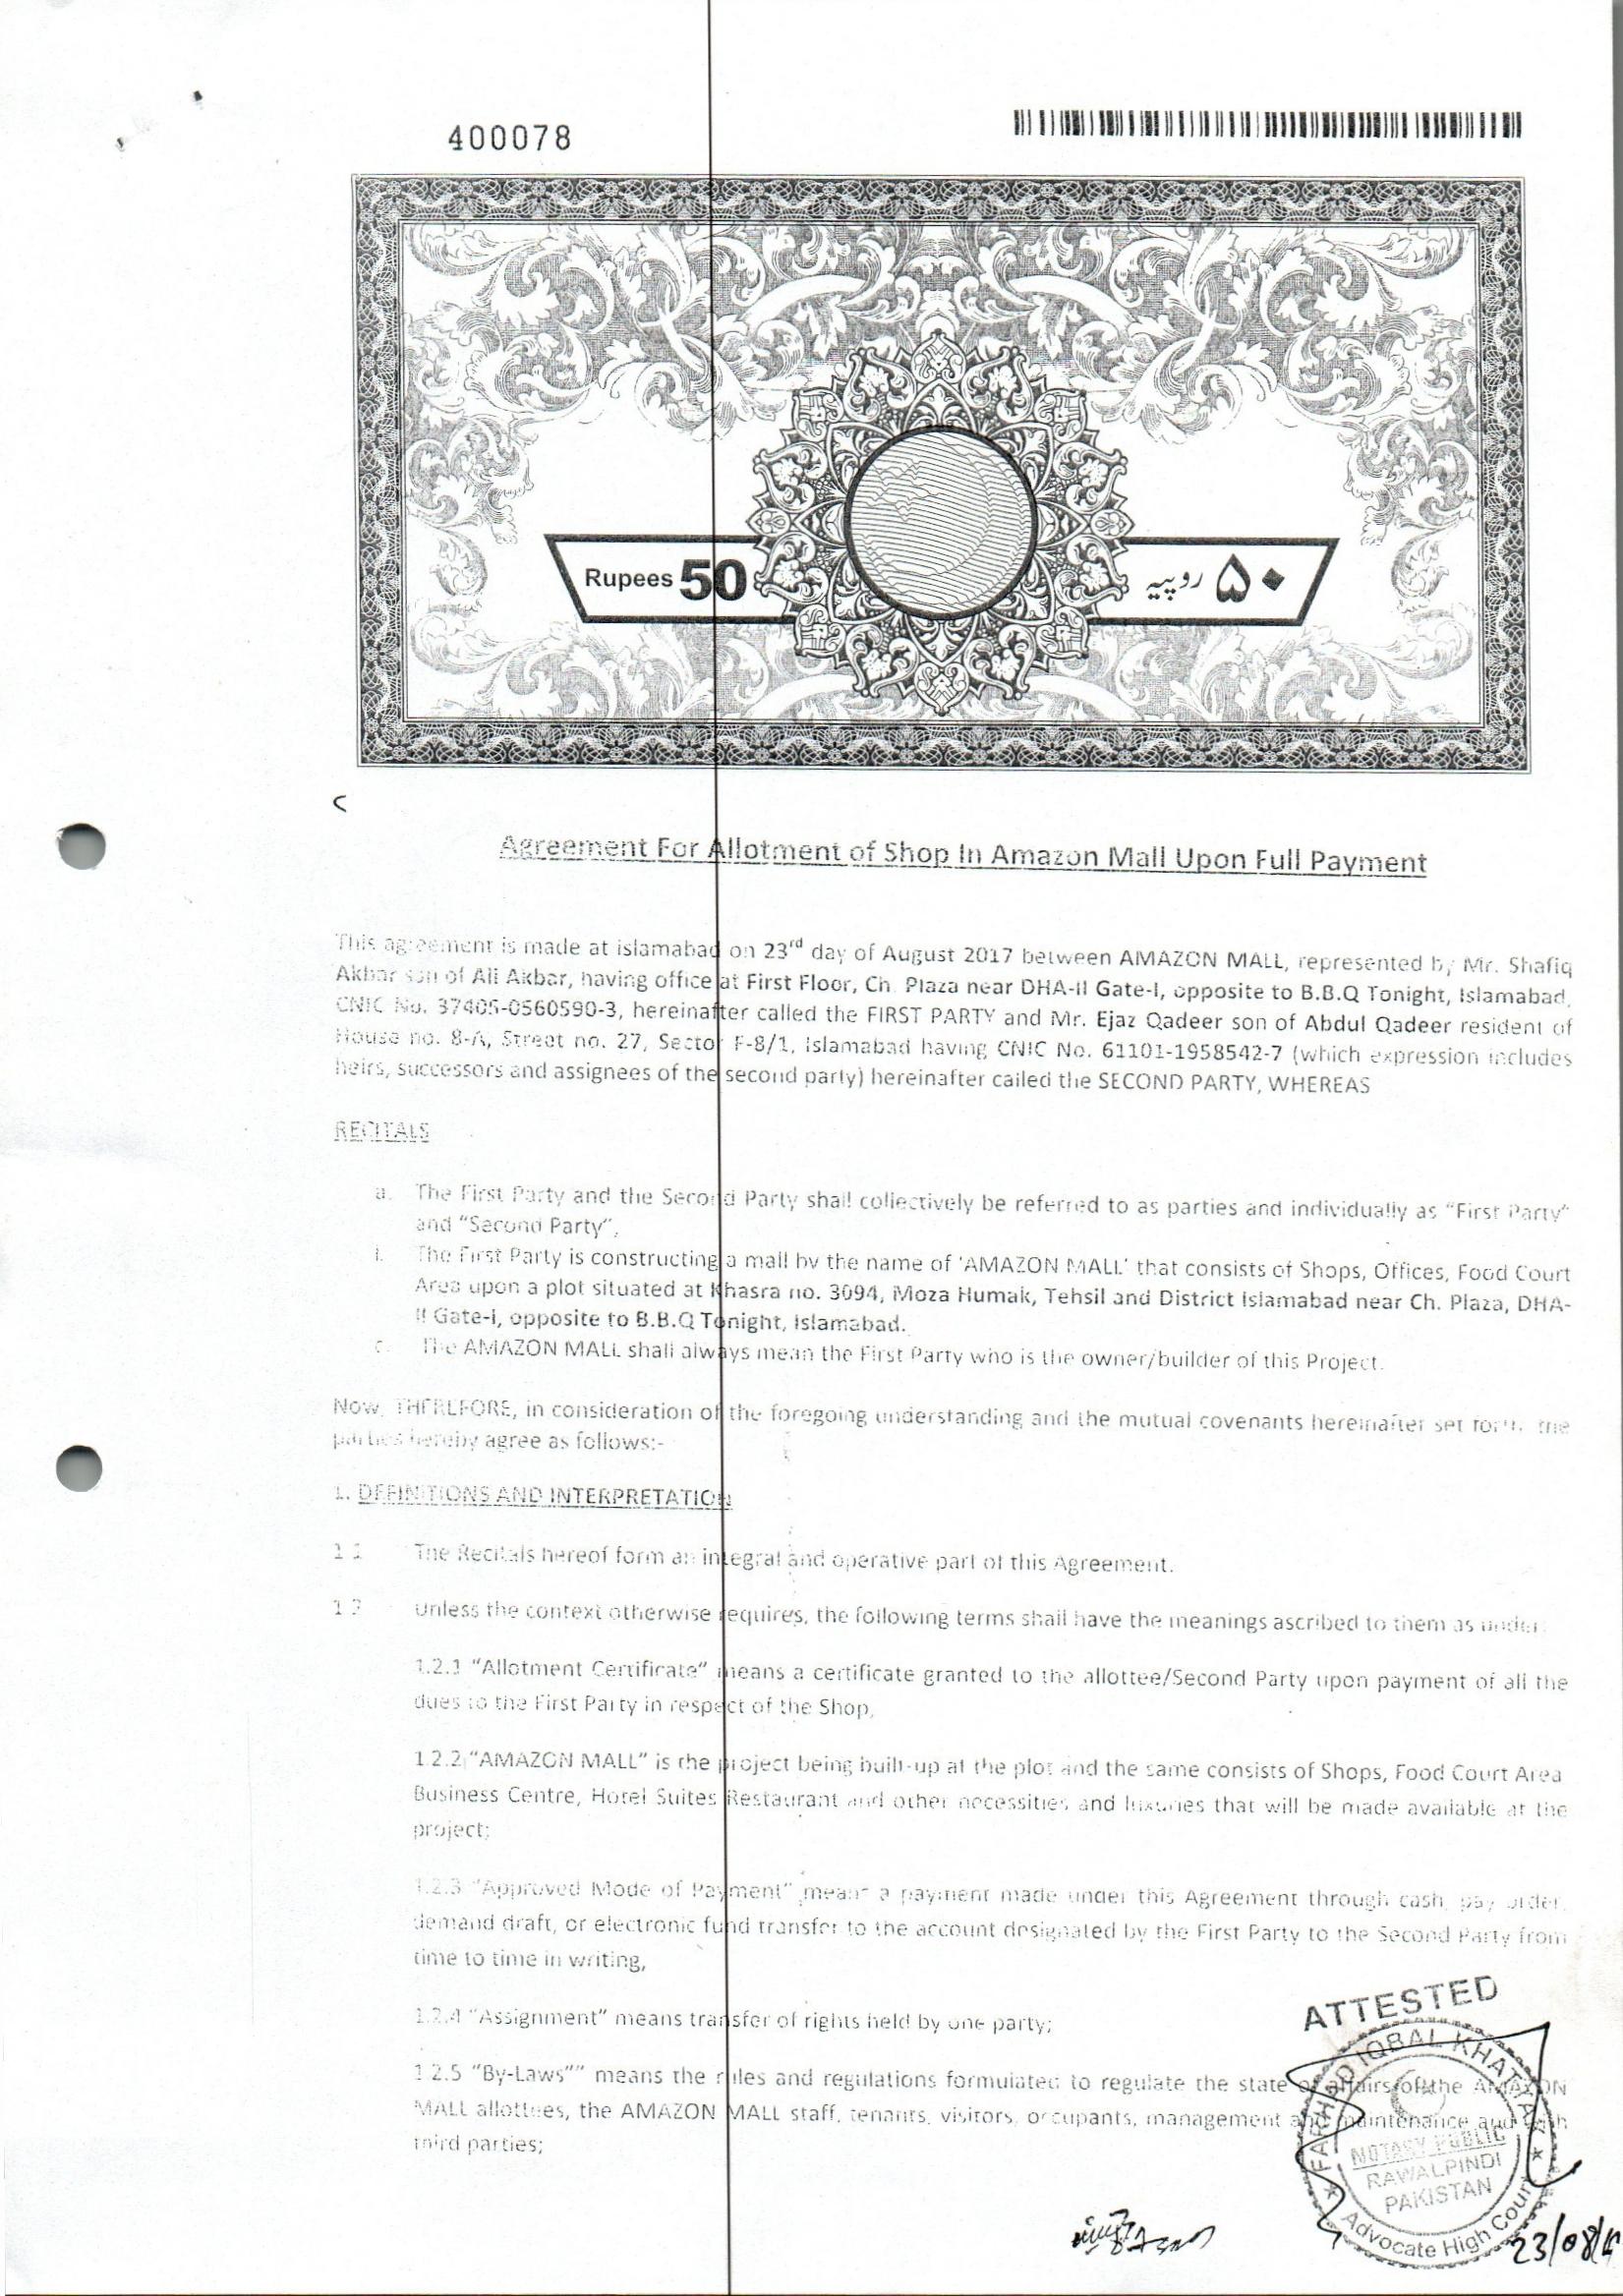 400078
Rupees 50
۵۰ روپیہ
Agreement For Allotment of Shop In Amazon Mall Upon Full Payment
This agreement is made at islamabad on 23rd day of August 2017 between AMAZON MALL, represented by Mr. Shafiq
Akbar son of Ali Akbar, having office at First Floor, Ch. Plaza near DHA-II Gate-I, opposite to B.B.Q Tonight, Islamabad,
CNIC No. 37405-0560590-3, hereinafter called the FIRST PARTY and Mr. Ejaz Qadeer son of Abdul Qadeer resident of
House no. 8-A, Street no. 27, Sector F-8/1, Islamabad having CNIC No. 61101-1958542-7 (which expression includes
heirs, successors and assignees of the second party) hereinafter called the SECOND PARTY, WHEREAS
RECITALS
a. The First Party and the Second Party shall collectively be referred to as parties and individually as “First Party”
and “Second Party”,
The First Party is constructing a mall by the name of ‘AMAZON MALL’ that consists of Shops, Offices, Food Court
Area upon a plot situated at Khasra no. 3094, Moza Humak, Tehsil and District Islamabad near Ch. Plaza, DHA-
II Gate-I, opposite to B.B.Q Tonight, Islamabad.
c. The AMAZON MALL shall always mean the First Party who is the owner/builder of this Project.
Now, THERLFORE, in consideration of the foregoing understanding and the mutual covenants hereinafter set forth, the
parties hereby agree as follows:-
1. DEFINITIONS AND INTERPRETATION
1.1 The Recitals hereof form an integral and operative part of this Agreement.
1.2 Unless the context otherwise requires, the following terms shall have the meanings ascribed to them as under:
1.2.1 “Allotment Certificate” means a certificate granted to the allottee/Second Party upon payment of all the
dues to the First Party in respect of the Shop,
1.2.2 “AMAZON MALL” is the project being built-up at the plot and the same consists of Shops, Food Court Area
Business Centre, Hotel Suites Restaurant and other necessities and luxuries that will be made available at the
project;
1.2.3 “Approved Mode of Payment” means a payment made under this Agreement through cash, pay order,
demand draft, or electronic fund transfer to the account designated by the First Party to the Second Party from
time to time in writing,
1.2.4 “Assignment” means transfer of rights held by one party;
1.2.5 “By-Laws”” means the rules and regulations formulated to regulate the state of affairs of the AMAZON
MALL allottees, the AMAZON MALL staff, tenants, visitors, occupants, management and maintenance and
third parties;
ATTESTED
FARHAD IQBAL KHATTAK
NOTARY PUBLIC
RAWALPINDI
PAKISTAN
Advocate High Court
23/08/